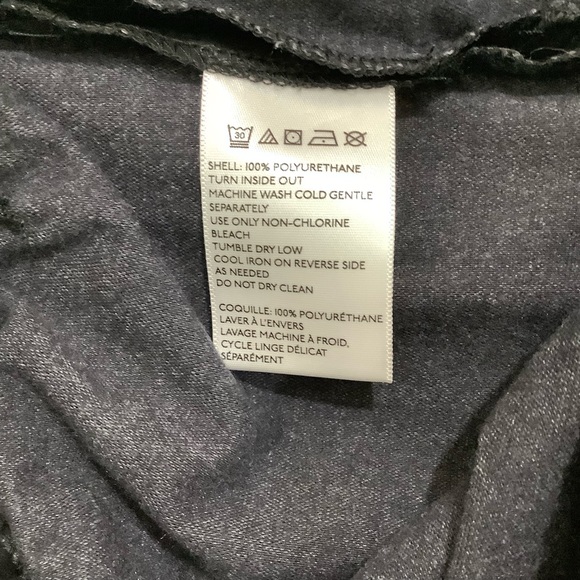 30
SHELL: 100% POLYURETHANE
TURN INSIDE OUT
MACHINE WASH COLD GENTLE
SEPARATELY
USE ONLY NON-CHLORINE
BLEACH
TUMBLE DRY LOW
COOL IRON ON REVERSE SIDE
AS NEEDED
DO NOT DRY CLEAN
COQUILLE: 100% POLYURÉTHANE
LAVER À L'ENVERS
LAVAGE MACHINE À FROID,
CYCLE LINGE DÉLICAT
SÉPARÉMENT